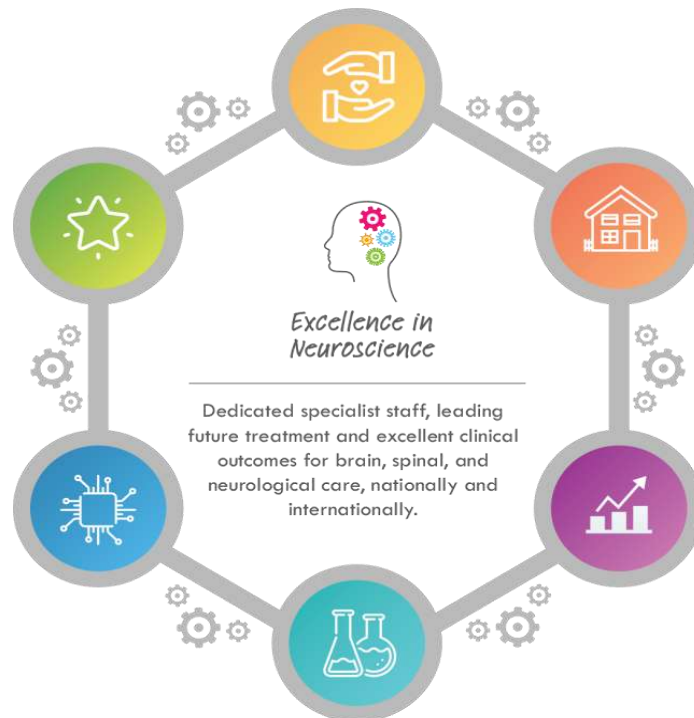 Excellence in
Neuroscience
Dedicated specialist staff, leading
future treatment and excellent clinical
outcomes for brain, spinal, and
neurological care, nationally and
internationally.